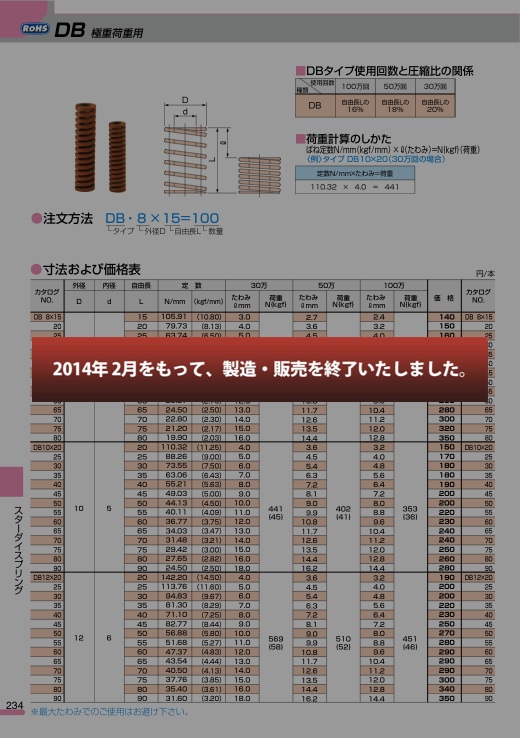 RoHS DB 極重荷重用
■DBタイプ使用回数と圧縮比の関係
使用回数 種類 100万回 50万回 30万回
DB 自由長の16% 自由長の18% 自由長の20%
■荷重計算のしかた
ばね定数N/mm(kgf/mm) × ℓ(たわみ)=N(kgf)(荷重)
〈例〉タイプ DB10×20(30万回の場合)
定数N/mm×たわみ=荷重
110.32 × 4.0 = 441
D
d
ℓ
L
●注文方法 DB・8×15=100
タイプ 外径D 自由長L 数量
●寸法および価格表
円/本
カタログNO. 外径 D 内径 d 自由長 L 定数 N/mm (kgf/mm) 30万 たわみ ℓmm 荷重 N(kgf) 50万 たわみ ℓmm 荷重 N(kgf) 100万 たわみ ℓmm 荷重 N(kgf) 価格 カタログNO.
DB 8×15 15 105.91 (10.80) 3.0 2.7 2.4 140 DB 8×15
20 20 79.73 (8.13) 4.0 3.6 3.2 150 20
25 25 63.74 (6.50) 5.0 4.5 4.0 160 25
2014年 2月をもって、製造・販売を終了いたしました。
65 65 24.50 (2.50) 13.0 11.7 10.4 280 65
70 70 22.80 (2.30) 14.0 12.6 11.2 300 70
75 75 21.20 (2.17) 15.0 13.5 12.0 320 75
80 80 19.90 (2.03) 16.0 14.4 12.8 350 80
DB10×20 20 110.32 (11.25) 4.0 3.6 3.2 150 DB10×20
25 25 88.26 (9.00) 5.0 4.5 4.0 170 25
30 30 73.55 (7.50) 6.0 5.4 4.8 180 30
35 35 63.06 (6.43) 7.0 6.3 5.6 180 35
40 40 55.21 (5.63) 8.0 7.2 6.4 190 40
45 45 49.03 (5.00) 9.0 8.1 7.2 200 45
50 10 5 50 44.13 (4.50) 10.0 441 (45) 9.0 402 (41) 8.0 353 (36) 200 50
55 55 40.11 (4.09) 11.0 9.9 8.8 220 55
60 60 36.77 (3.75) 12.0 10.8 9.6 230 60
65 65 34.03 (3.47) 13.0 11.7 10.4 240 65
70 70 31.48 (3.21) 14.0 12.6 11.2 240 70
75 75 29.42 (3.00) 15.0 13.5 12.0 250 75
80 80 27.65 (2.82) 16.0 14.4 12.8 260 80
90 90 24.50 (2.50) 18.0 16.2 14.4 280 90
DB12×20 20 142.20 (14.50) 4.0 3.6 3.2 190 DB12×20
25 25 113.76 (11.60) 5.0 4.5 4.0 200 25
30 30 94.83 (9.67) 6.0 5.4 4.8 200 30
35 35 81.30 (8.29) 7.0 6.3 5.6 220 35
40 40 71.10 (7.25) 8.0 7.2 6.4 230 40
45 45 82.77 (8.44) 9.0 8.1 7.2 250 45
50 12 6 50 56.88 (5.80) 10.0 569 (58) 9.0 510 (52) 8.0 451 (46) 270 50
55 55 51.68 (5.27) 11.0 9.9 8.8 280 55
60 60 47.37 (4.83) 12.0 10.8 9.6 290 60
65 65 43.54 (4.44) 13.0 11.7 10.4 290 65
70 70 40.50 (4.13) 14.0 12.6 11.2 290 70
75 75 37.76 (3.85) 15.0 13.5 12.0 300 75
80 80 35.40 (3.61) 16.0 14.4 12.8 340 80
90 90 31.60 (3.20) 18.0 16.2 14.4 350 90
スターダイスプリング
234 ※最大たわみでのご使用はお避け下さい。